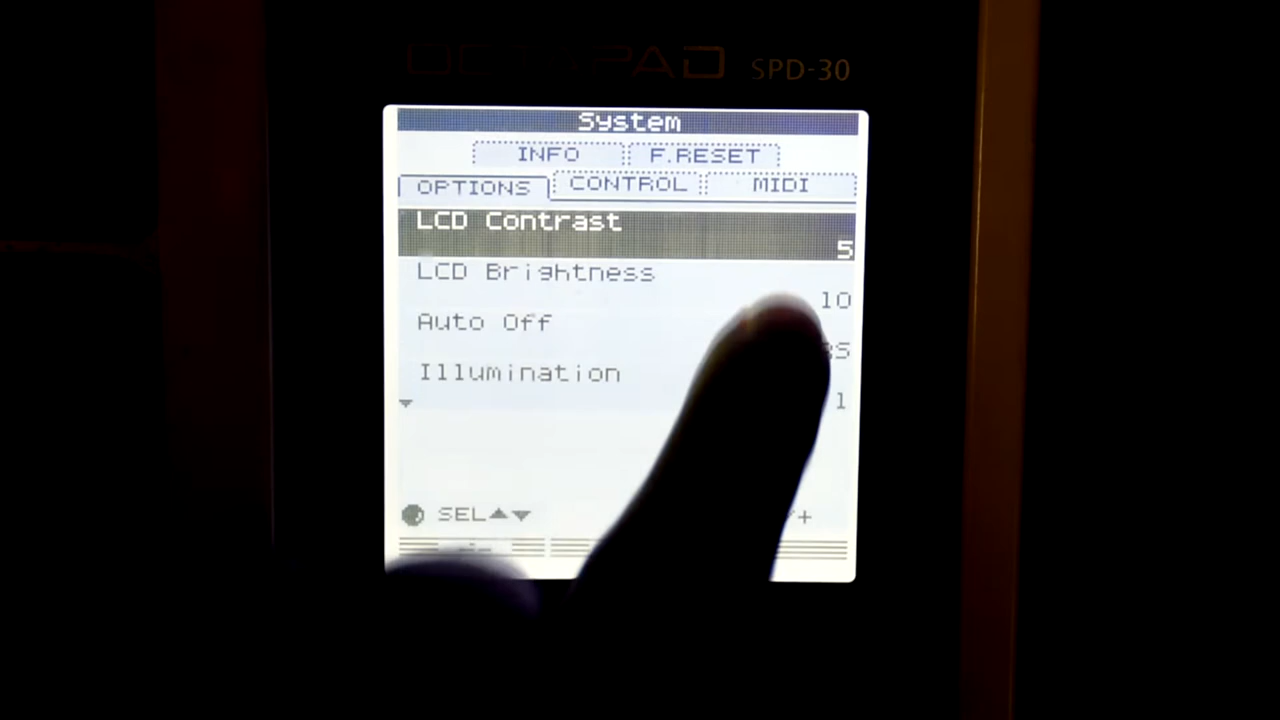 OCTAPAD SPD-30
System
INFO F.RESET
OPTIONS CONTROL MIDI
LCD Contrast
5
LCD Brightness
10
Auto Off
Illumination
1
SEL▲▼
+